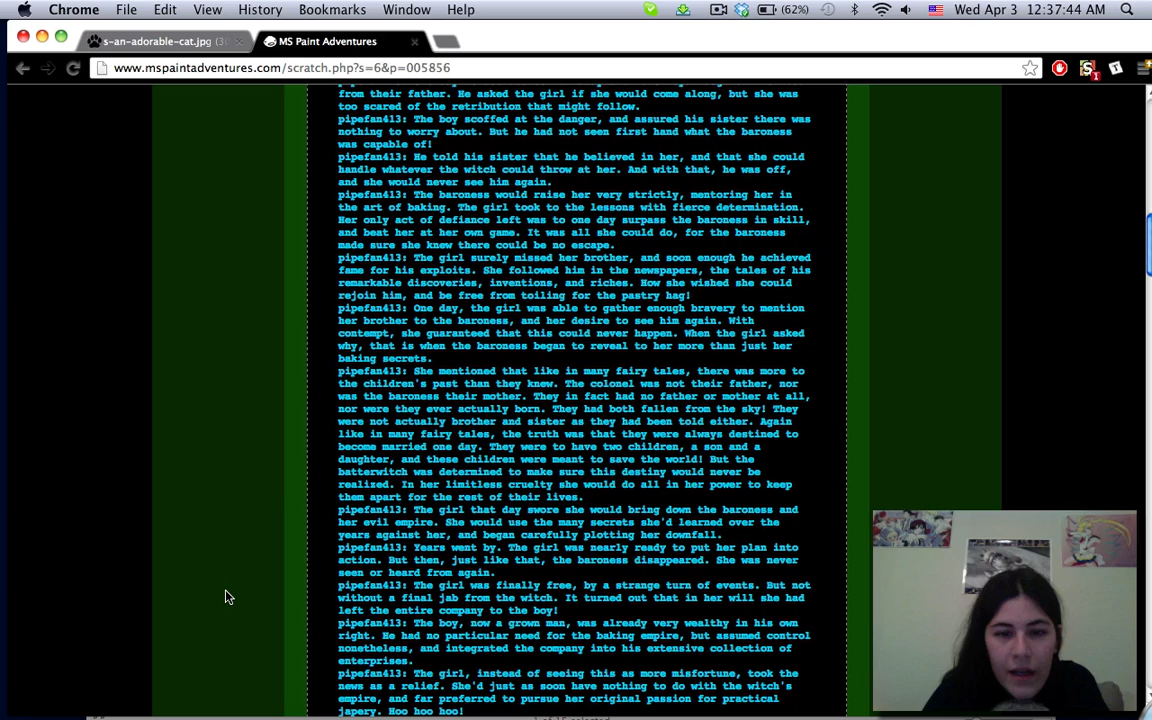 Chrome File Edit View History Bookmarks Window Help (62%) Wed Apr 3 12:37:44 AM
s-an-adorable-cat.jpg (3 MS Paint Adventures
www.mspaintadventures.com/scratch.php?s=6&p=005856
from their father. He asked the girl if she would come along, but she was
too scared of the retribution that might follow.
pipefan413: The boy scoffed at the danger, and assured his sister there was
nothing to worry about. But he had not seen first hand what the baroness
was capable of!
pipefan413: He told his sister that he believed in her, and that she could
handle whatever the witch could throw at her. And with that, he was off,
and she would never see him again.
pipefan413: The baroness would raise her very strictly, mentoring her in
the art of baking. The girl took to the lessons with fierce determination.
Her only act of defiance left was to one day surpass the baroness in skill,
and beat her at her own game. It was all she could do, for the baroness
made sure she knew there could be no escape.
pipefan413: The girl surely missed her brother, and soon enough he achieved
fame for his exploits. She followed him in the newspapers, the tales of his
remarkable discoveries, inventions, and riches. How she wished she could
rejoin him, and be free from toiling for the pastry hag!
pipefan413: One day, the girl was able to gather enough bravery to mention
her brother to the baroness, and her desire to see him again. With
contempt, she guaranteed that this could never happen. When the girl asked
why, that is when the baroness began to reveal to her more than just her
baking secrets.
pipefan413: She mentioned that like in many fairy tales, there was more to
the children's past than they knew. The colonel was not their father, nor
was the baroness their mother. They in fact had no father or mother at all,
nor were they ever actually born. They had both fallen from the sky! They
were not actually brother and sister as they had been told either. Again
like in many fairy tales, the truth was that they were always destined to
become married one day. They were to have two children, a son and a
daughter, and these children were meant to save the world! But the
batterwitch was determined to make sure this destiny would never be
realized. In her limitless cruelty she would do all in her power to keep
them apart for the rest of their lives.
pipefan413: The girl that day swore she would bring down the baroness and
her evil empire. She would use the many secrets she'd learned over the
years against her, and began carefully plotting her downfall.
pipefan413: Years went by. The girl was nearly ready to put her plan into
action. But then, just like that, the baroness disappeared. She was never
seen or heard from again.
pipefan413: The girl was finally free, by a strange turn of events. But not
without a final jab from the witch. It turned out that in her will she had
left the entire company to the boy!
pipefan413: The boy, now a grown man, was already very wealthy in his own
right. He had no particular need for the baking empire, but assumed control
nonetheless, and integrated the company into his extensive collection of
enterprises.
pipefan413: The girl, instead of seeing this as more misfortune, took the
news as a relief. She'd just as soon have nothing to do with the witch's
empire, and far preferred to pursue her original passion for practical
japery. Hoo hoo hoo!
1 of 15 selected